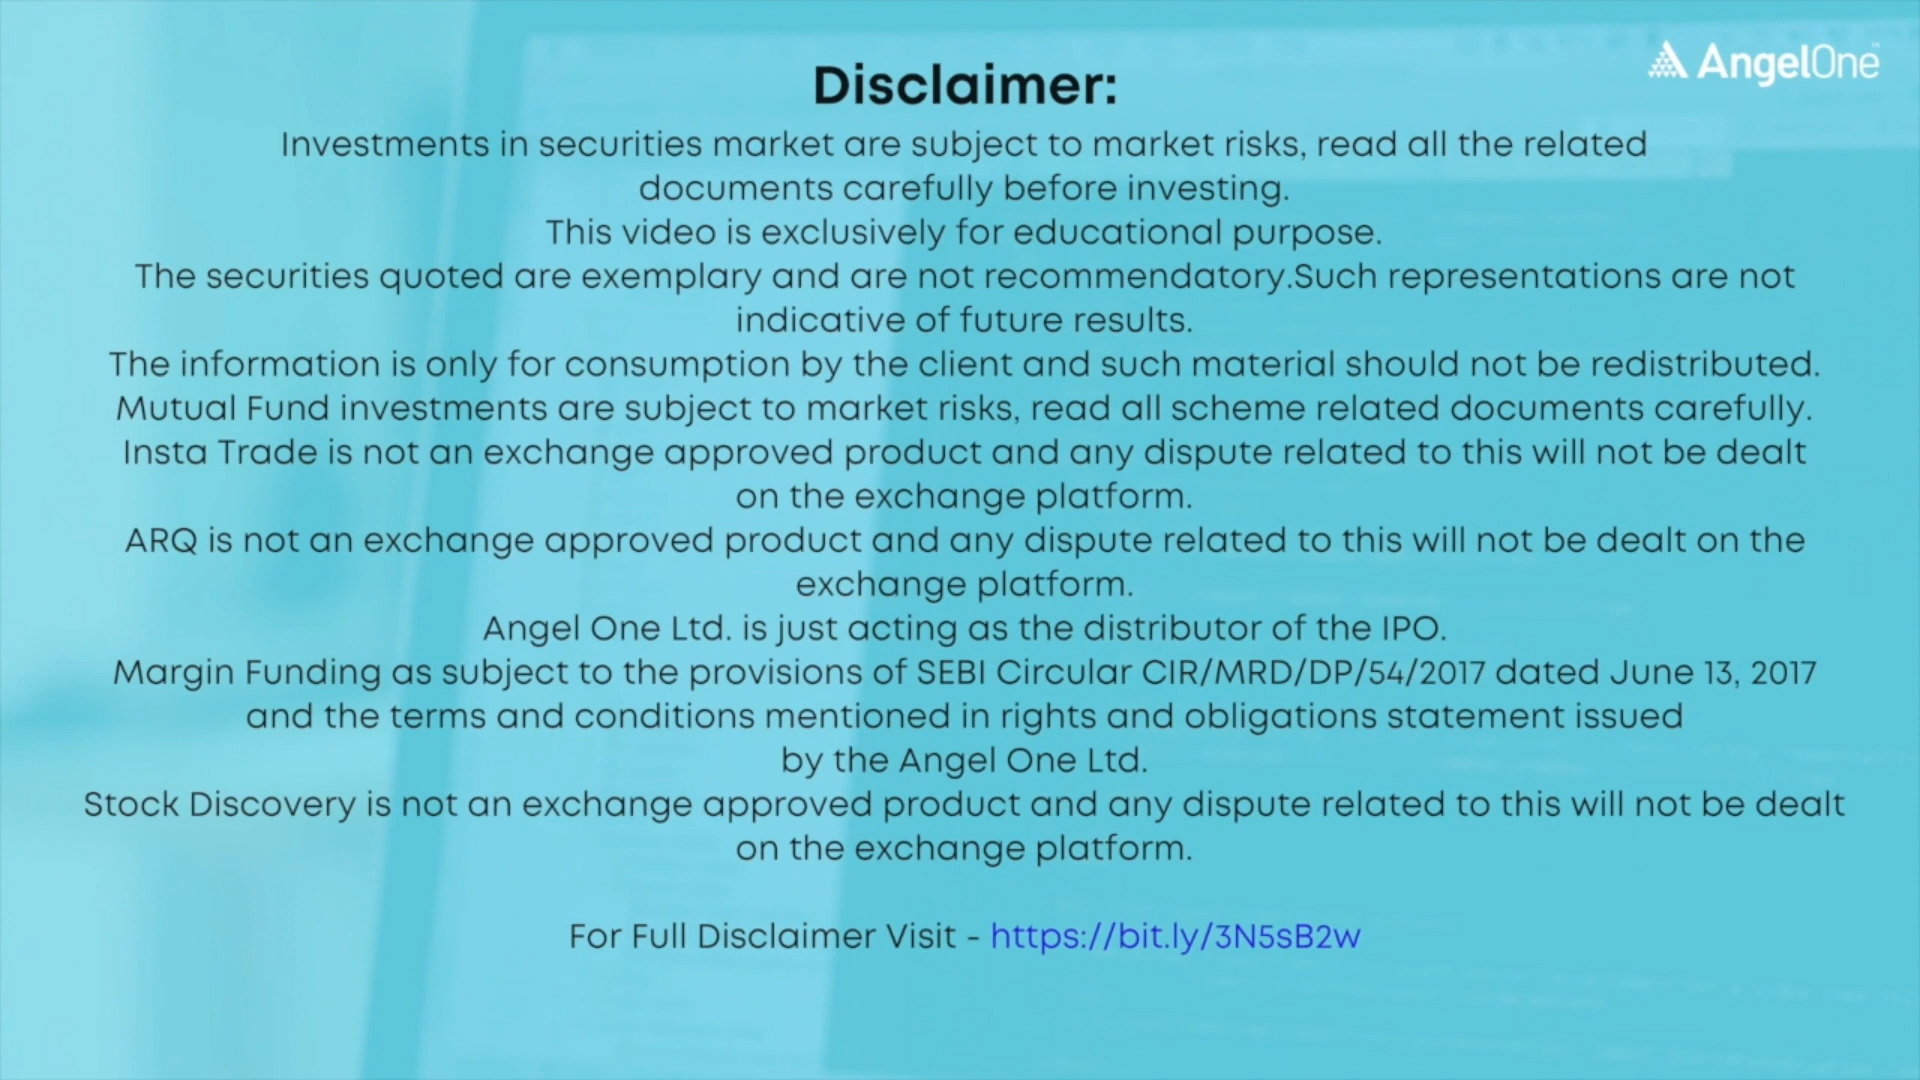 AngelOne™
Disclaimer:
Investments in securities market are subject to market risks, read all the related
documents carefully before investing.
This video is exclusively for educational purpose.
The securities quoted are exemplary and are not recommendatory.Such representations are not
indicative of future results.
The information is only for consumption by the client and such material should not be redistributed.
Mutual Fund investments are subject to market risks, read all scheme related documents carefully.
Insta Trade is not an exchange approved product and any dispute related to this will not be dealt
on the exchange platform.
ARQ is not an exchange approved product and any dispute related to this will not be dealt on the
exchange platform.
Angel One Ltd. is just acting as the distributor of the IPO.
Margin Funding as subject to the provisions of SEBI Circular CIR/MRD/DP/54/2017 dated June 13, 2017
and the terms and conditions mentioned in rights and obligations statement issued
by the Angel One Ltd.
Stock Discovery is not an exchange approved product and any dispute related to this will not be dealt
on the exchange platform.
For Full Disclaimer Visit - https://bit.ly/3N5sB2w